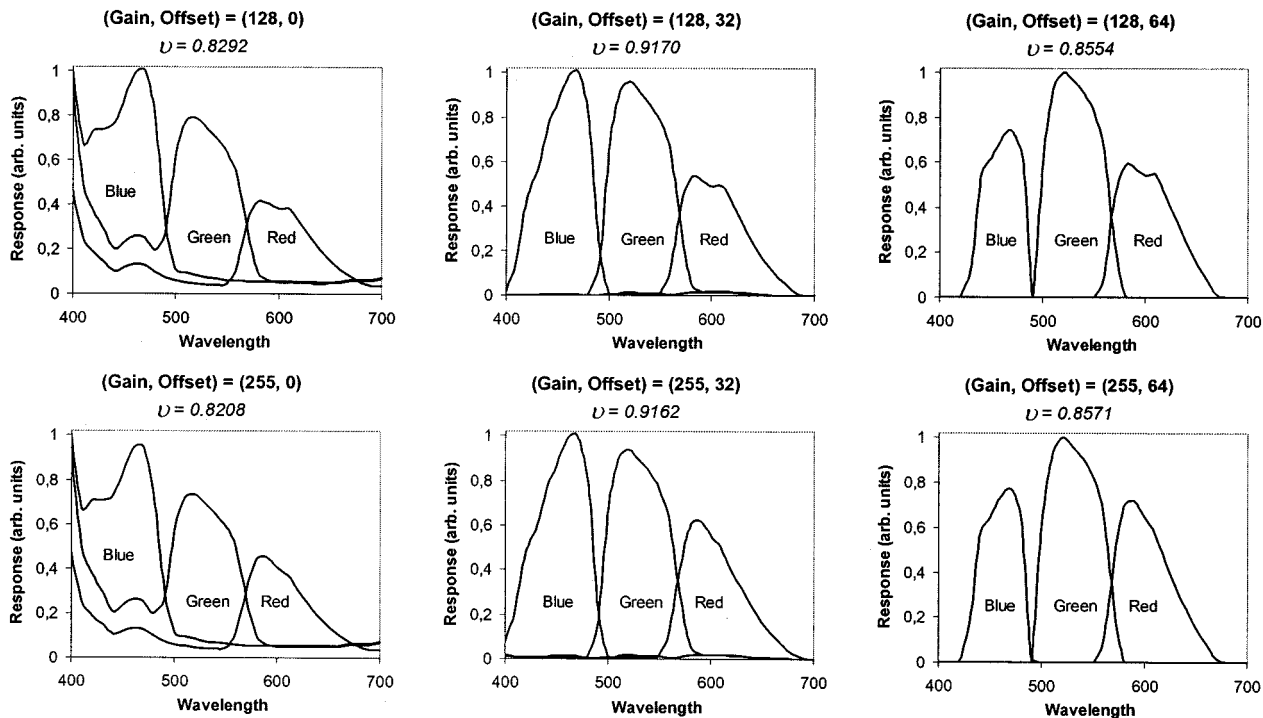 (Gain, Offset) = (128, 0)
υ = 0.8292
Response (arb. units)
1
0,8
0,6
0,4
0,2
0
Blue
Green
Red
400
500
600
700
Wavelength
(Gain, Offset) = (128, 32)
υ = 0.9170
Response (arb. units)
1
0,8
0,6
0,4
0,2
0
Blue
Green
Red
400
500
600
700
Wavelength
(Gain, Offset) = (128, 64)
υ = 0.8554
Response (arb. units)
1
0,8
0,6
0,4
0,2
0
Blue
Green
Red
400
500
600
700
Wavelength
(Gain, Offset) = (255, 0)
υ = 0.8208
Response (arb. units)
1
0,8
0,6
0,4
0,2
0
Blue
Green
Red
400
500
600
700
Wavelength
(Gain, Offset) = (255, 32)
υ = 0.9162
Response (arb. units)
1
0,8
0,6
0,4
0,2
0
Blue
Green
Red
400
500
600
700
Wavelength
(Gain, Offset) = (255, 64)
υ = 0.8571
Response (arb. units)
1
0,8
0,6
0,4
0,2
0
Blue
Green
Red
400
500
600
700
Wavelength